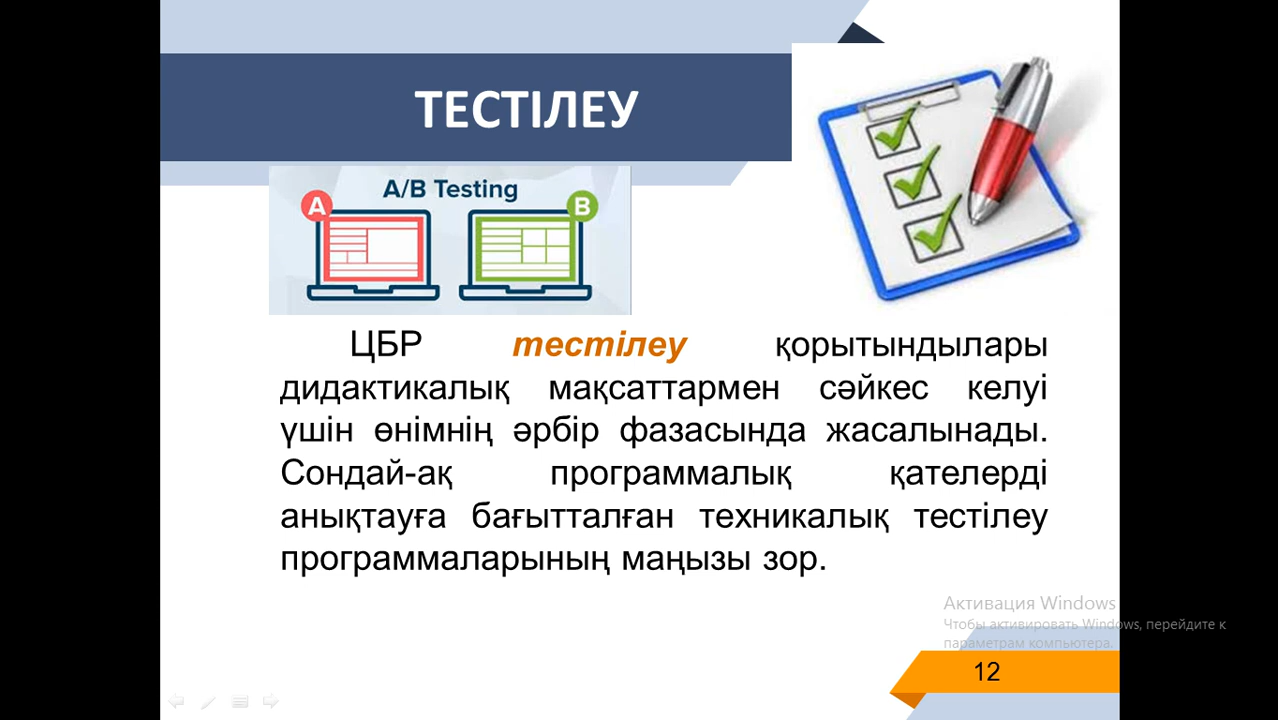 ТЕСТІЛЕУ
A/B Testing
A
B
ЦБР тестілеу қорытындылары
дидактикалық мақсаттармен сәйкес келуі
үшін өнімнің әрбір фазасында жасалынады.
Сондай-ақ программалық қателерді
анықтауға бағытталған техникалық тестілеу
программаларының маңызы зор.
Активация Windows
Чтобы активировать Windows, перейдите к
параметрам компьютера.
12